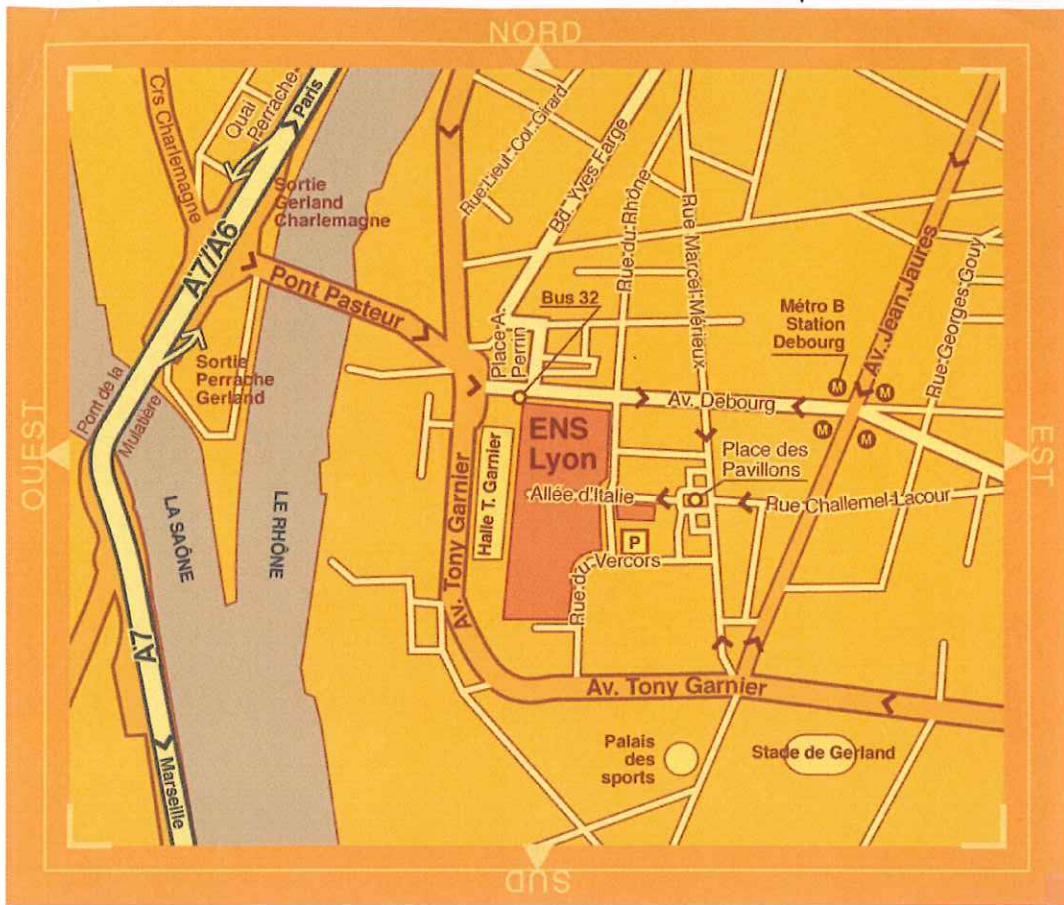 NORD
Crs Charlemagne
Quai
Perrache
Paris
Sortie
Gerland
Charlemagne
A7/A6
Pont Pasteur
Rue Lieut. Col. Girard
Bd. Yves Farge
Rue du Rhône
Rue Marcel Mérieux
Av. Jean Jaures
Rue Georges Gouy
Bus 32
Place A.
Perrin
Métro B
Station
Debourg
Sortie
Perrache
Gerland
Pont de la
Mulatière
M
M
M
M
Av. Debourg
OUEST
EST
ENS
Lyon
Place des
Pavillons
Allée d'Italie
Rue Challemel Lacour
Halle T. Garnier
Av. Tony Garnier
LA SAÔNE
LE RHÔNE
P
Rue du Vercors
A7
Av. Tony Garnier
Marseille
Palais
des
sports
Stade de Gerland
SUD